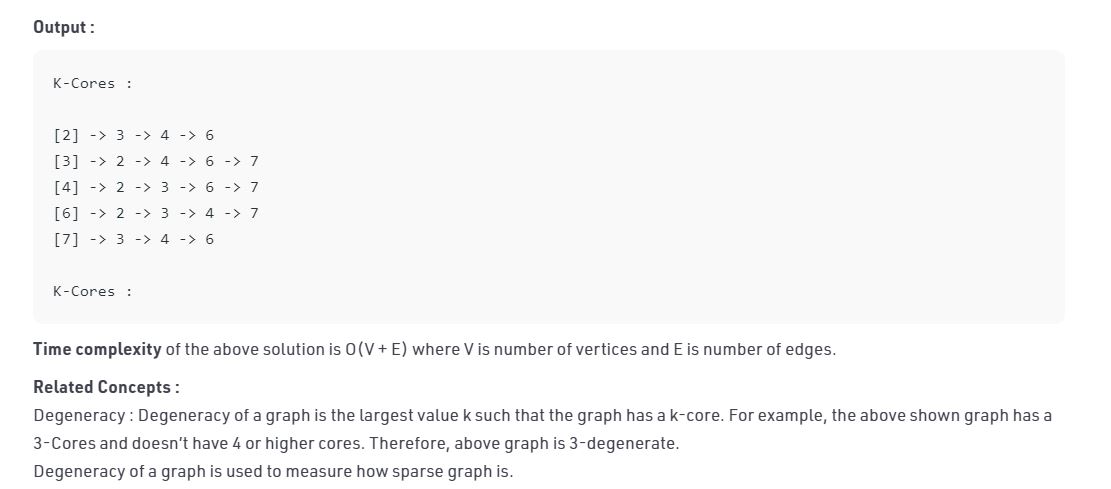 Output :
K-Cores :
[2] -> 3 -> 4 -> 6
[3] -> 2 -> 4 -> 6 -> 7
[4] -> 2 -> 3 -> 6 -> 7
[6] -> 2 -> 3 -> 4 -> 7
[7] -> 3 -> 4 -> 6
K-Cores :
Time complexity of the above solution is O(V + E) where V is number of vertices and E is number of edges.
Related Concepts :
Degeneracy : Degeneracy of a graph is the largest value k such that the graph has a k-core. For example, the above shown graph has a
3-Cores and doesn't have 4 or higher cores. Therefore, above graph is 3-degenerate.
Degeneracy of a graph is used to measure how sparse graph is.